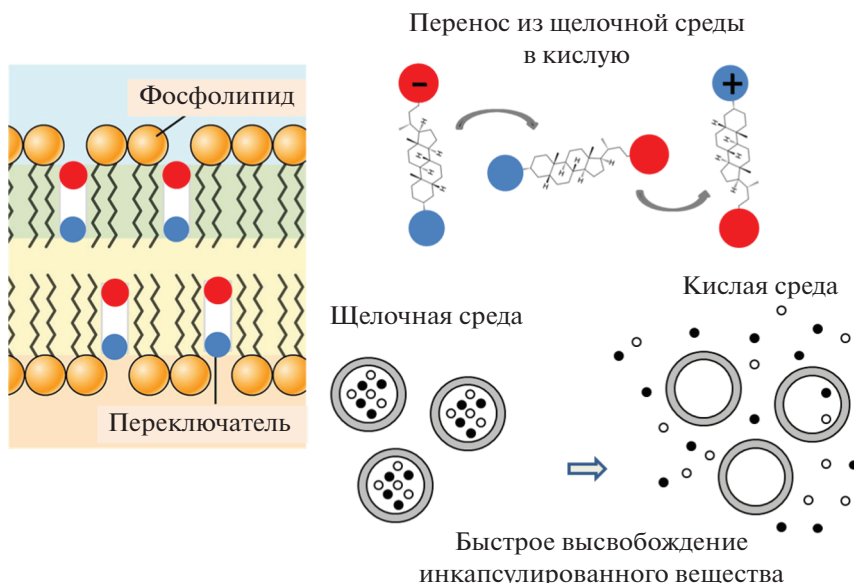 Перенос из щелочной среды
в кислую
Фосфолипид
– +
H H H H H H H H H
Переключатель
Щелочная среда
Кислая среда
Быстрое высвобождение
инкапсулированного вещества